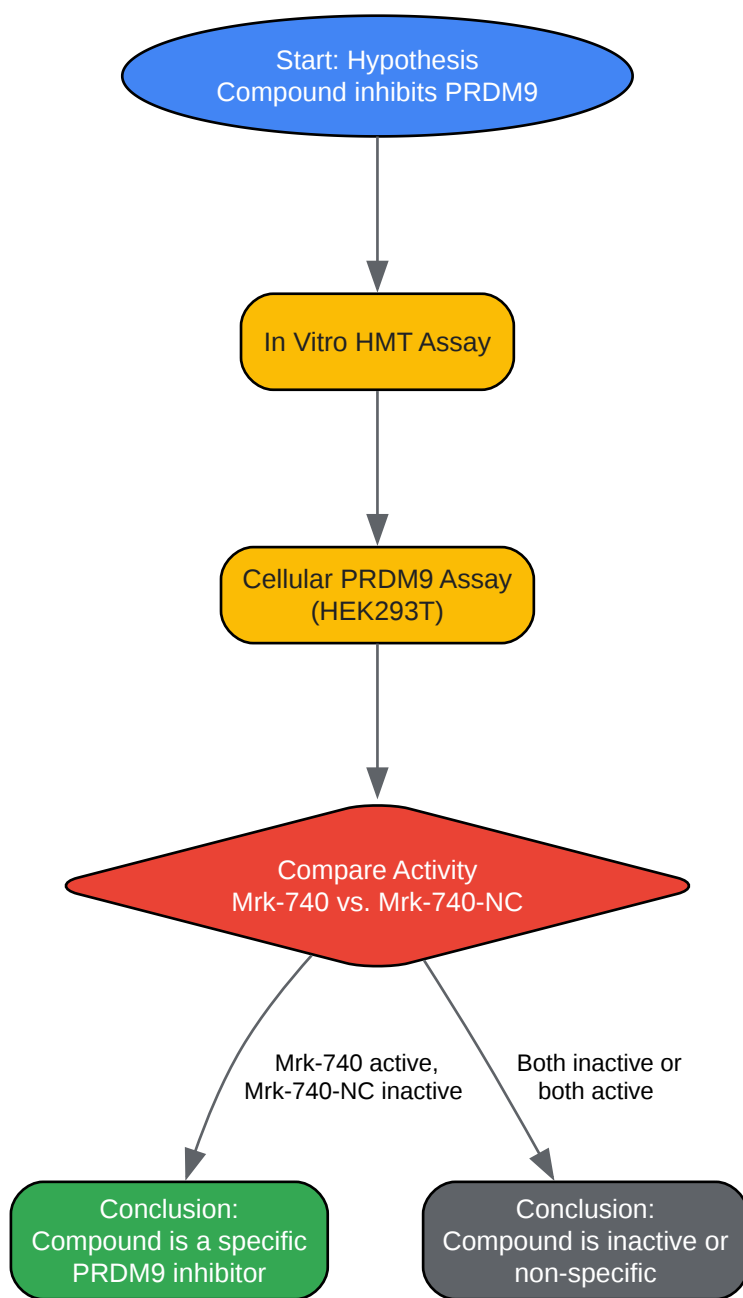 Start: Hypothesis
Compound inhibits PRDM9
In Vitro HMT Assay
Cellular PRDM9 Assay
(HEK293T)
Compare Activity
Mrk-740 vs. Mrk-740-NC
Mrk-740 active,
Mrk-740-NC inactive
Both inactive or
both active
Conclusion:
Compound is a specific
PRDM9 inhibitor
Conclusion:
Compound is inactive or
non-specific